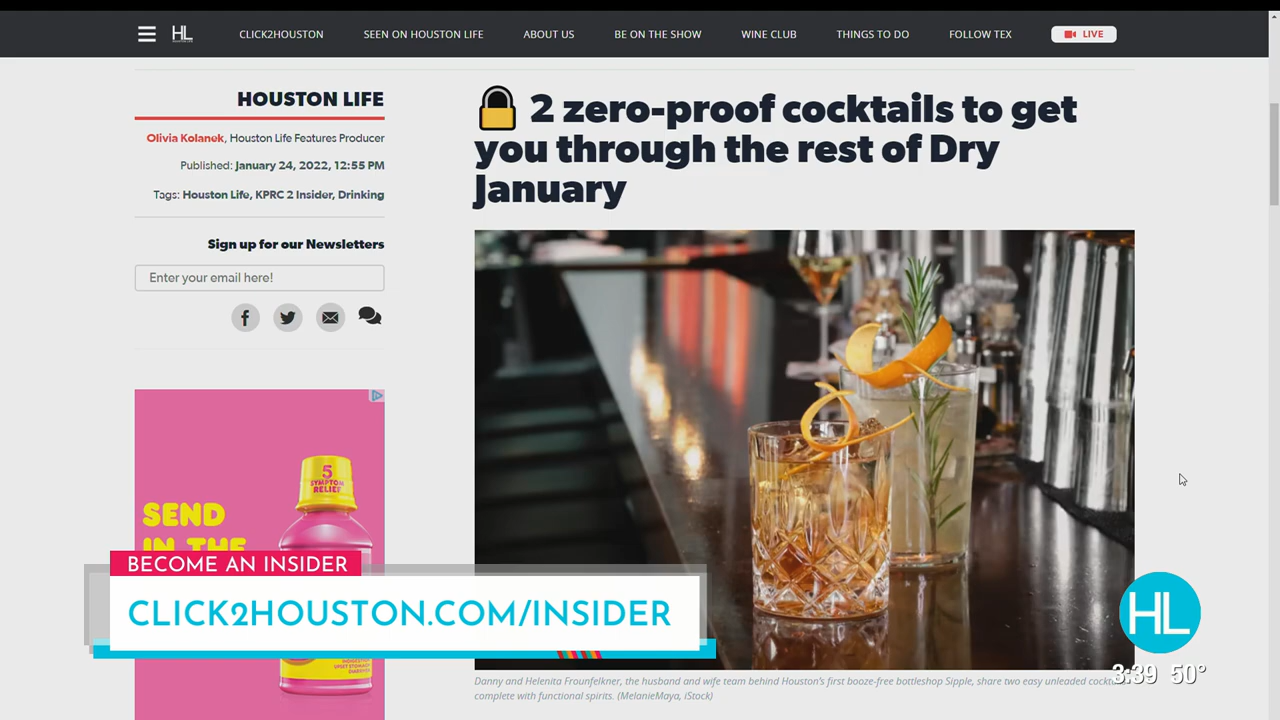 HL
CLICK2HOUSTON
SEEN ON HOUSTON LIFE
ABOUT US
BE ON THE SHOW
WINE CLUB
THINGS TO DO
FOLLOW TEX
LIVE
HOUSTON LIFE
Olivia Kolanek, Houston Life Features Producer
Published: January 24, 2022, 12:55 PM
Tags: Houston Life, KPRC 2 Insider, Drinking
Sign up for our Newsletters
Enter your email here!
2 zero-proof cocktails to get
you through the rest of Dry
January
5
SYMPTOM
RELIEF
SEND
IN THE
BECOME AN INSIDER
CLICK2HOUSTON.COM/INSIDER
UPSET STOMACH
DIARRHEA
HL
3:39 50°
Danny and Helenita Frounfelkner, the husband and wife team behind Houston's first booze-free bottleshop Sipple, share two easy unleaded
complete with functional spirits. (MelanieMaya, iStock)